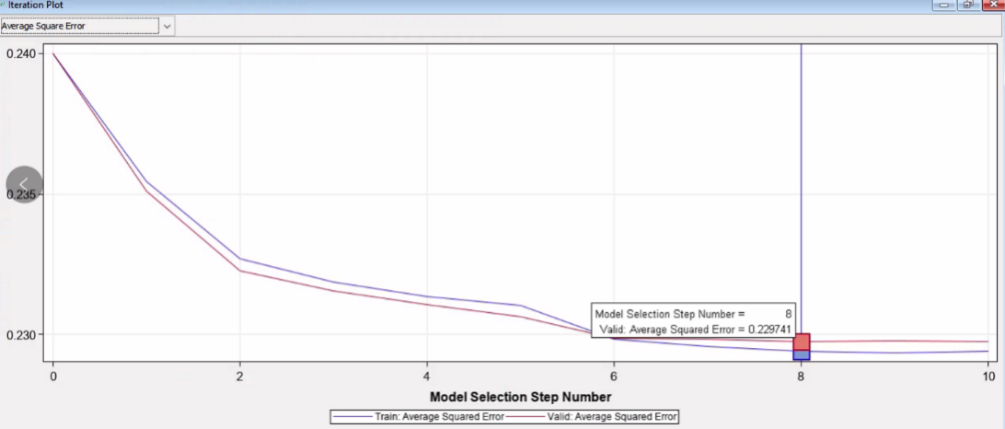 Iteration Plot
Average Square Error
0.240
0.235
0.230
Model Selection Step Number = 8
Valid: Average Squared Error = 0.229741
0 2 4 6 8 10
Model Selection Step Number
Train: Average Squared Error Valid: Average Squared Error